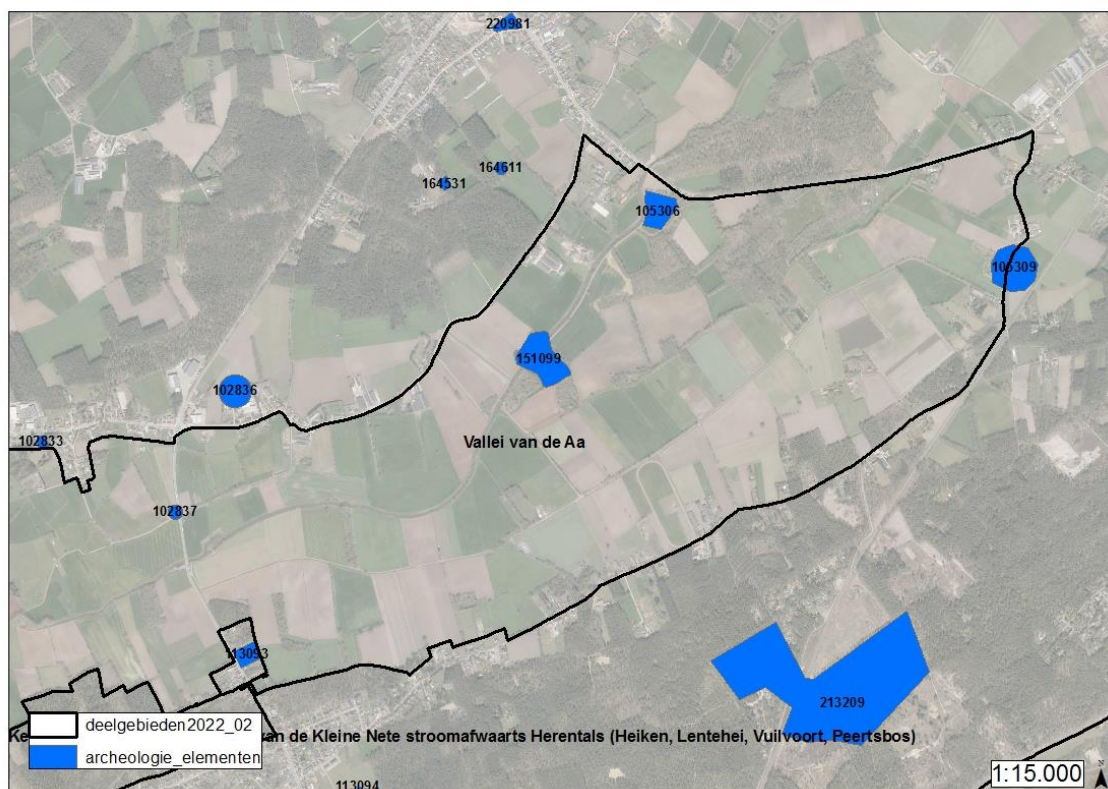 220981
164611
164531
105306
105309
151099
102836
102833
Vallei van de Aa
102837
113093
213209
deelgebieden2022_02
Ke
van de Kleine Nete stroomafwaarts Herentals (Heiken, Lentehei, Vuilvoort, Peertsbos)
archeologie_elementen
1:15.000
113094